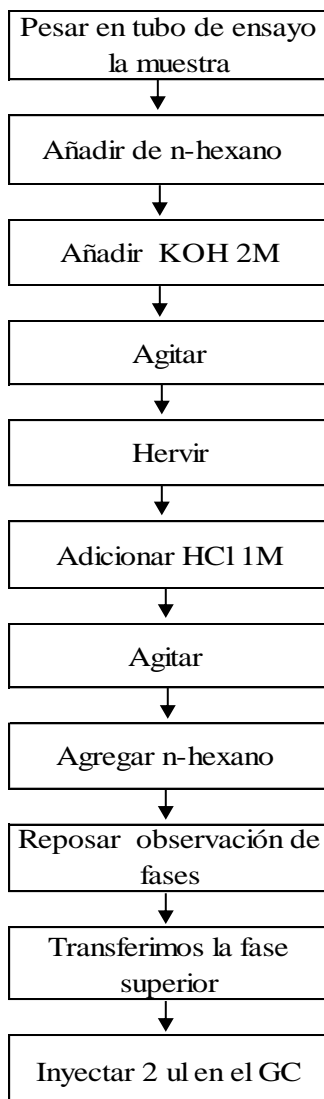 Pesar en tubo de ensayo
la muestra
Añadir de n-hexano
Añadir KOH 2M
Agitar
Hervir
Adicionar HCl 1M
Agitar
Agregar n-hexano
Reposar observación de
fases
Transferimos la fase
superior
Inyectar 2 ul en el GC